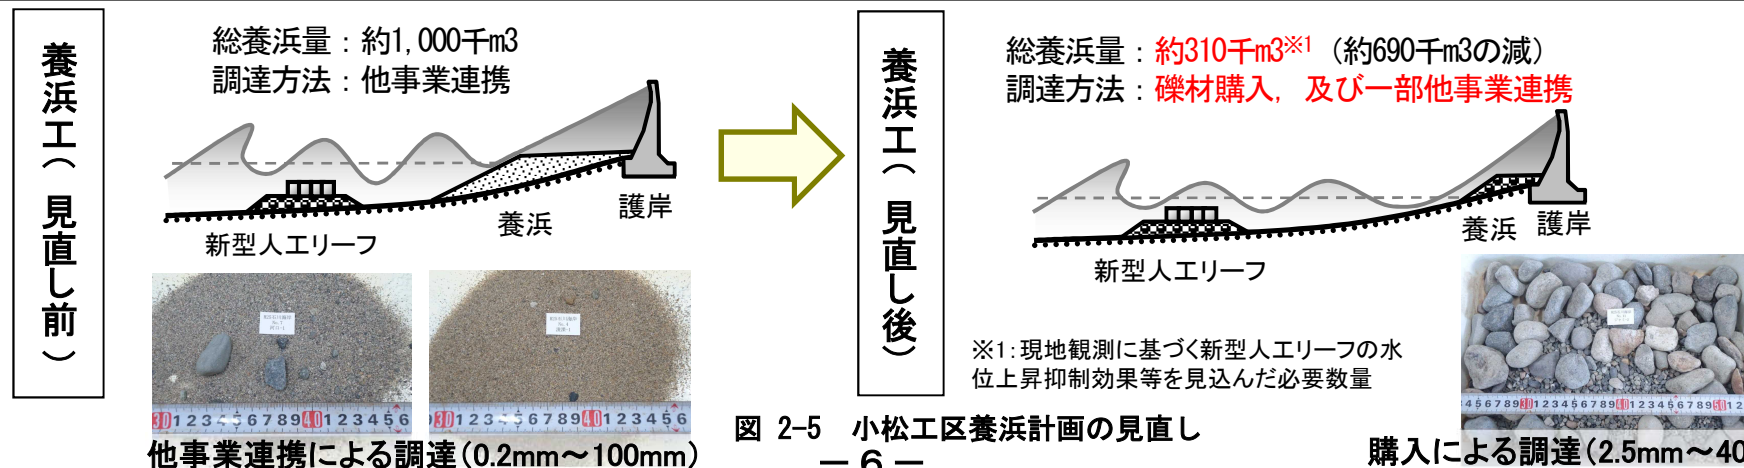 養浜工（見直し前）
総養浜量：約1,000千m3
調達方法：他事業連携
護岸
養浜
新型人工リーフ
他事業連携による調達（0.2mm～100mm）
養浜工（見直し後）
総養浜量：約310千m3※1（約690千m3の減）
調達方法：礫材購入，及び一部他事業連携
養浜 護岸
新型人工リーフ
※1：現地観測に基づく新型人工リーフの水
位上昇抑制効果等を見込んだ必要数量
購入による調達（2.5mm～40
図 2-5 小松工区養浜計画の見直し
－6－